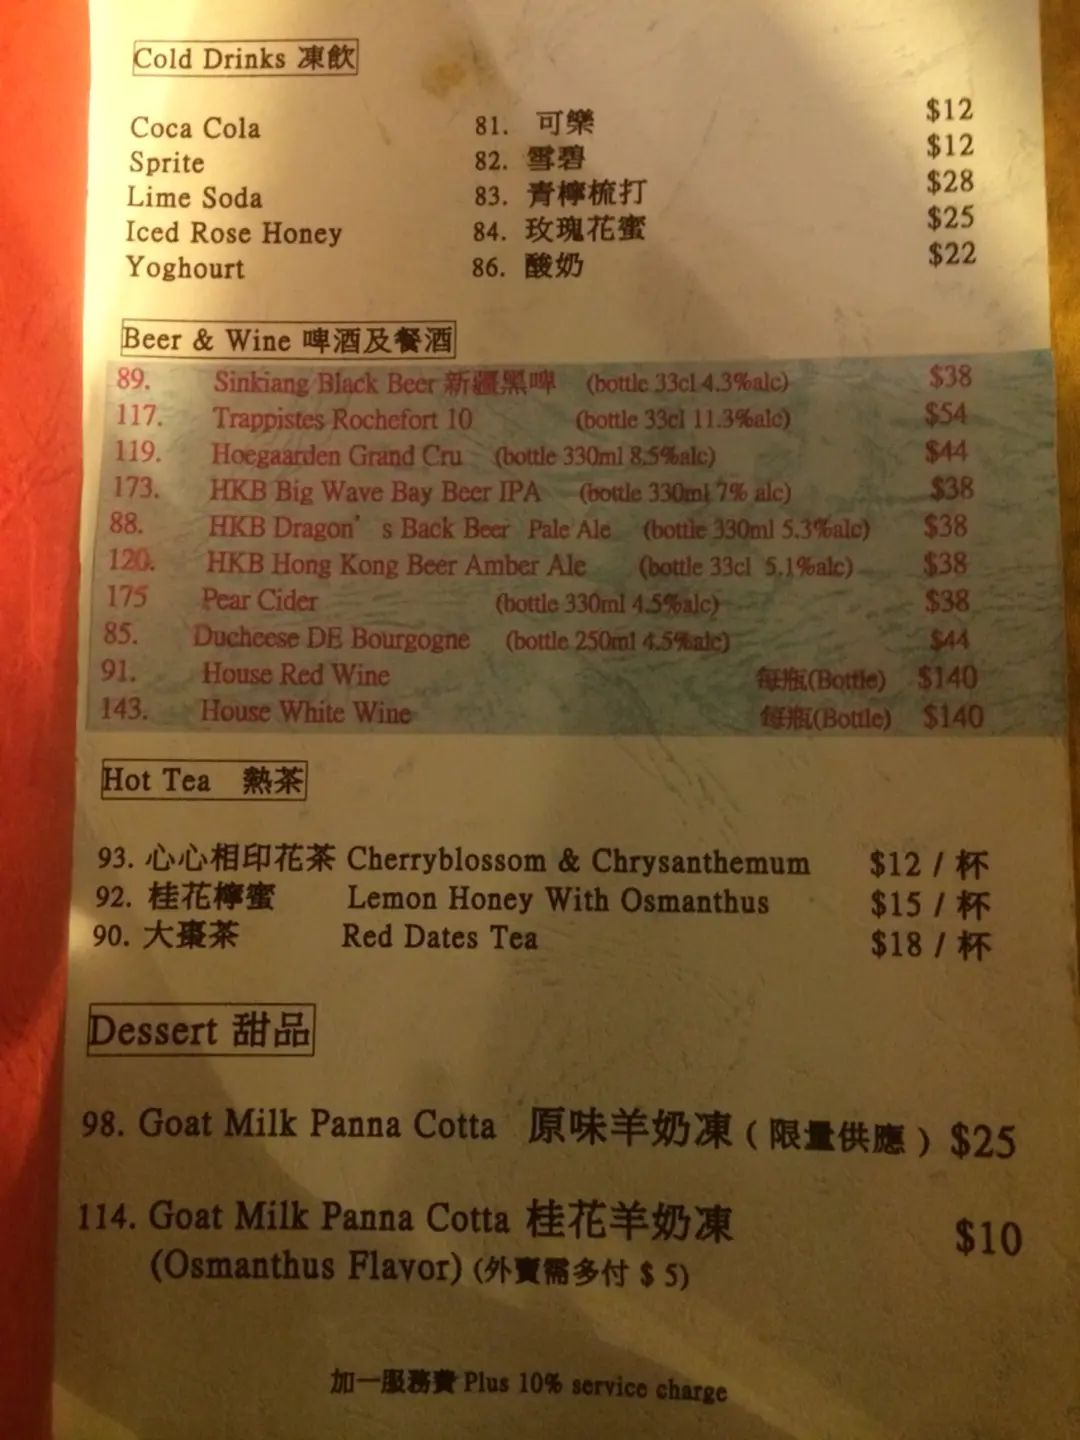 Cold Drinks 凍飲
Coca Cola 81. 可樂 $12
Sprite 82. 雪碧 $12
Lime Soda 83. 青檸梳打 $28
Iced Rose Honey 84. 玫瑰花蜜 $25
Yoghourt 86. 酸奶 $22
Beer & Wine 啤酒及餐酒
89. Sinkiang Black Beer 新疆黑啤 (bottle 33cl 4.3%alc) $38
117. Trappistes Rochefort 10 (bottle 33cl 11.3%alc) $54
119. Hoegaarden Grand Cru (bottle 330ml 8.5%alc) $44
173. HKB Big Wave Bay Beer IPA (bottle 330ml 7% alc) $38
88. HKB Dragon's Back Beer Pale Ale (bottle 330ml 5.3%alc) $38
120. HKB Hong Kong Beer Amber Ale (bottle 33cl 5.1%alc) $38
175 Pear Cider (bottle 330ml 4.5%alc) $38
85. Ducheese DE Bourgogne (bottle 250ml 4.5%alc) $44
91. House Red Wine 每瓶(Bottle) $140
143. House White Wine 每瓶(Bottle) $140
Hot Tea 熱茶
93. 心心相印花茶 Cherryblossom & Chrysanthemum $12 / 杯
92. 桂花檸蜜 Lemon Honey With Osmanthus $15 / 杯
90. 大棗茶 Red Dates Tea $18 / 杯
Dessert 甜品
98. Goat Milk Panna Cotta 原味羊奶凍 ( 限量供應 ) $25
114. Goat Milk Panna Cotta 桂花羊奶凍 $10
(Osmanthus Flavor) (外賣需多付 $ 5)
加一服務費 Plus 10% service charge